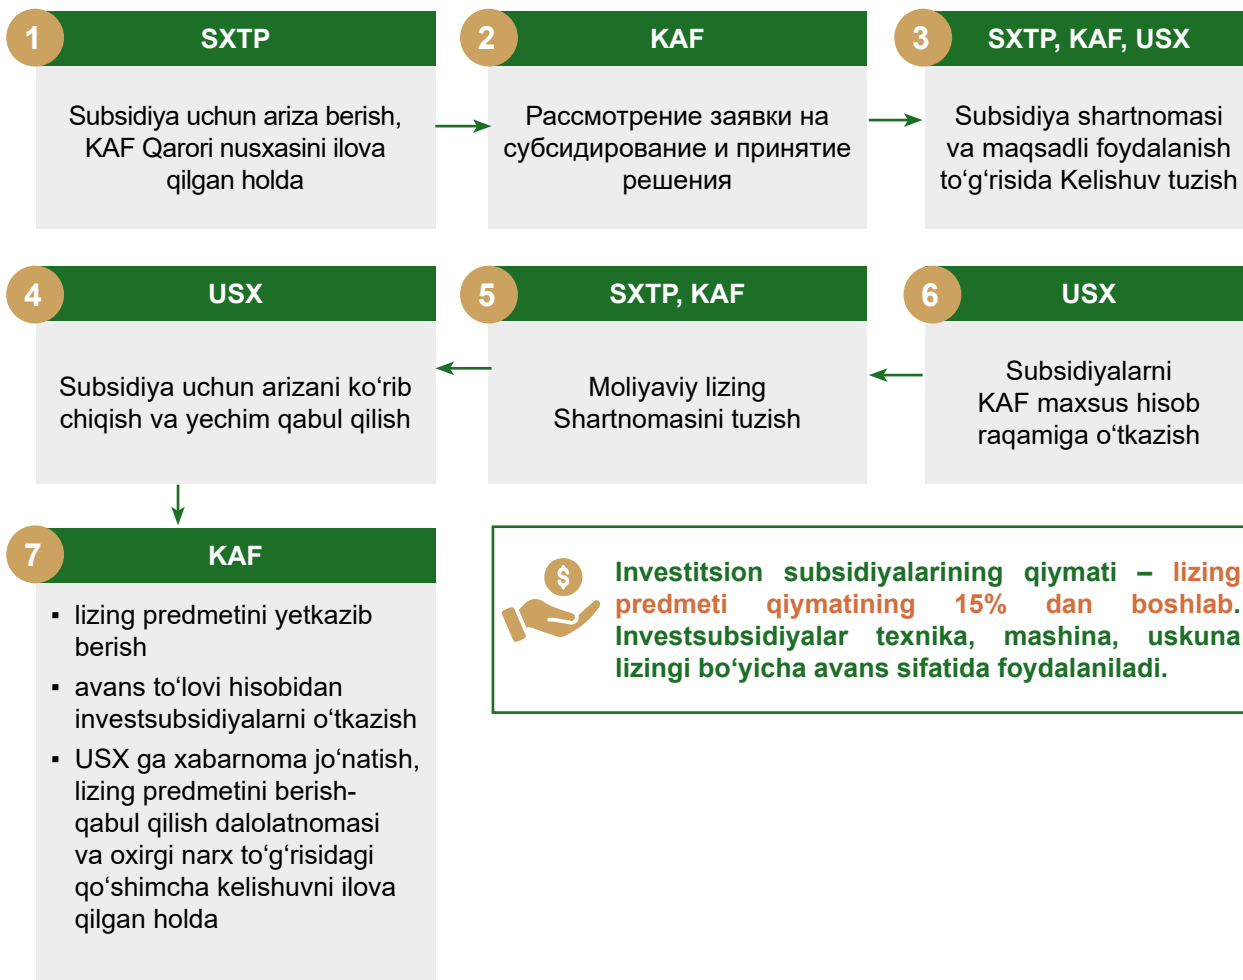 1
SXTP
Subsidiya uchun ariza berish,
KAF Qarori nusxasini ilova
qilgan holda
2
KAF
Рассмотрение заявки на
субсидирование и принятие
решения
3
SXTP, KAF, USX
Subsidiya shartnomasi
va maqsadli foydalanish
to‘g‘risida Kelishuv tuzish
4
USX
Subsidiya uchun arizani ko‘rib
chiqish va yechim qabul qilish
5
SXTP, KAF
Moliyaviy lizing
Shartnomasini tuzish
6
USX
Subsidiyalarni
KAF maxsus hisob
raqamiga o‘tkazish
7
KAF
▪ lizing predmetini yetkazib
berish
▪ avans to‘lovi hisobidan
investsubsidiyalarni o‘tkazish
▪ USX ga xabarnoma jo‘natish,
lizing predmetini berish-
qabul qilish dalolatnomasi
va oxirgi narx to‘g‘risidagi
qo‘shimcha kelishuvni ilova
qilgan holda
$
Investitsion subsidiyalarining qiymati – lizing
predmeti qiymatining 15% dan boshlab.
Investsubsidiyalar texnika, mashina, uskuna
lizingi bo‘yicha avans sifatida foydalaniladi.